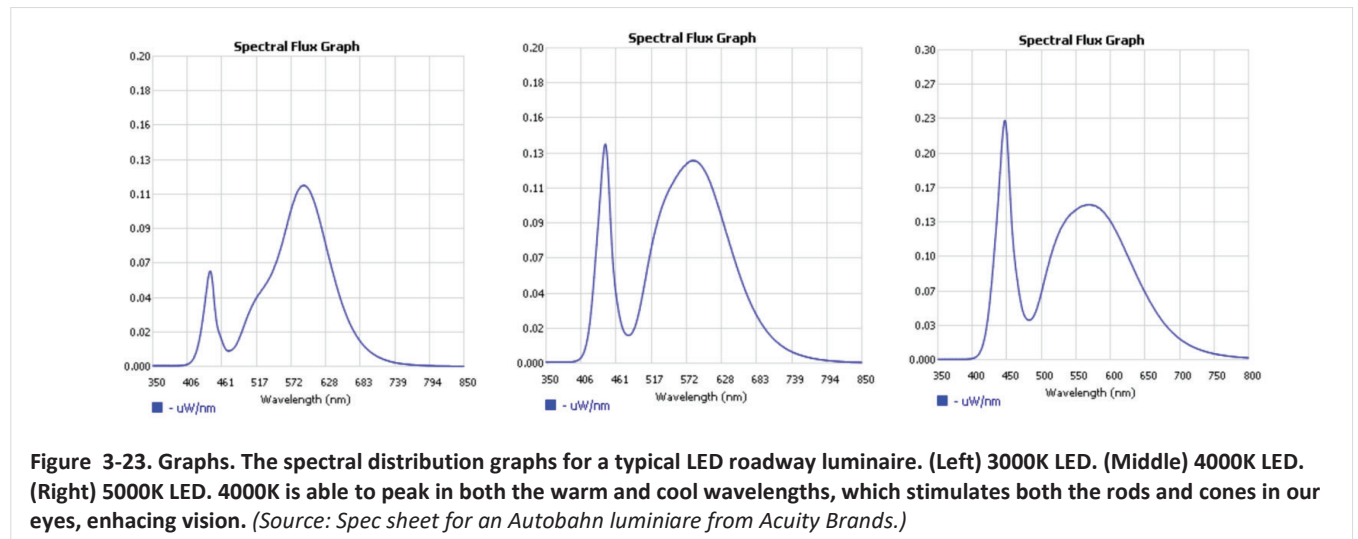 Spectral Flux Graph
0.20
0.18
0.16
0.13
0.11
0.09
0.07
0.04
0.02
0.000
350 406 461 517 572 628 683 739 794 850
Wavelength (nm)
- uW/nm
Spectral Flux Graph
0.20
0.18
0.16
0.13
0.11
0.09
0.07
0.04
0.02
0.000
350 406 461 517 572 628 683 739 794 850
Wavelength (nm)
- uW/nm
Spectral Flux Graph
0.30
0.27
0.23
0.20
0.17
0.13
0.10
0.07
0.03
0.000
350 400 450 500 550 600 650 700 750 800
Wavelength (nm)
- uW/nm
Figure 3-23. Graphs. The spectral distribution graphs for a typical LED roadway luminaire. (Left) 3000K LED. (Middle) 4000K LED.
(Right) 5000K LED. 4000K is able to peak in both the warm and cool wavelengths, which stimulates both the rods and cones in our
eyes, enhacing vision. (Source: Spec sheet for an Autobahn luminiare from Acuity Brands.)